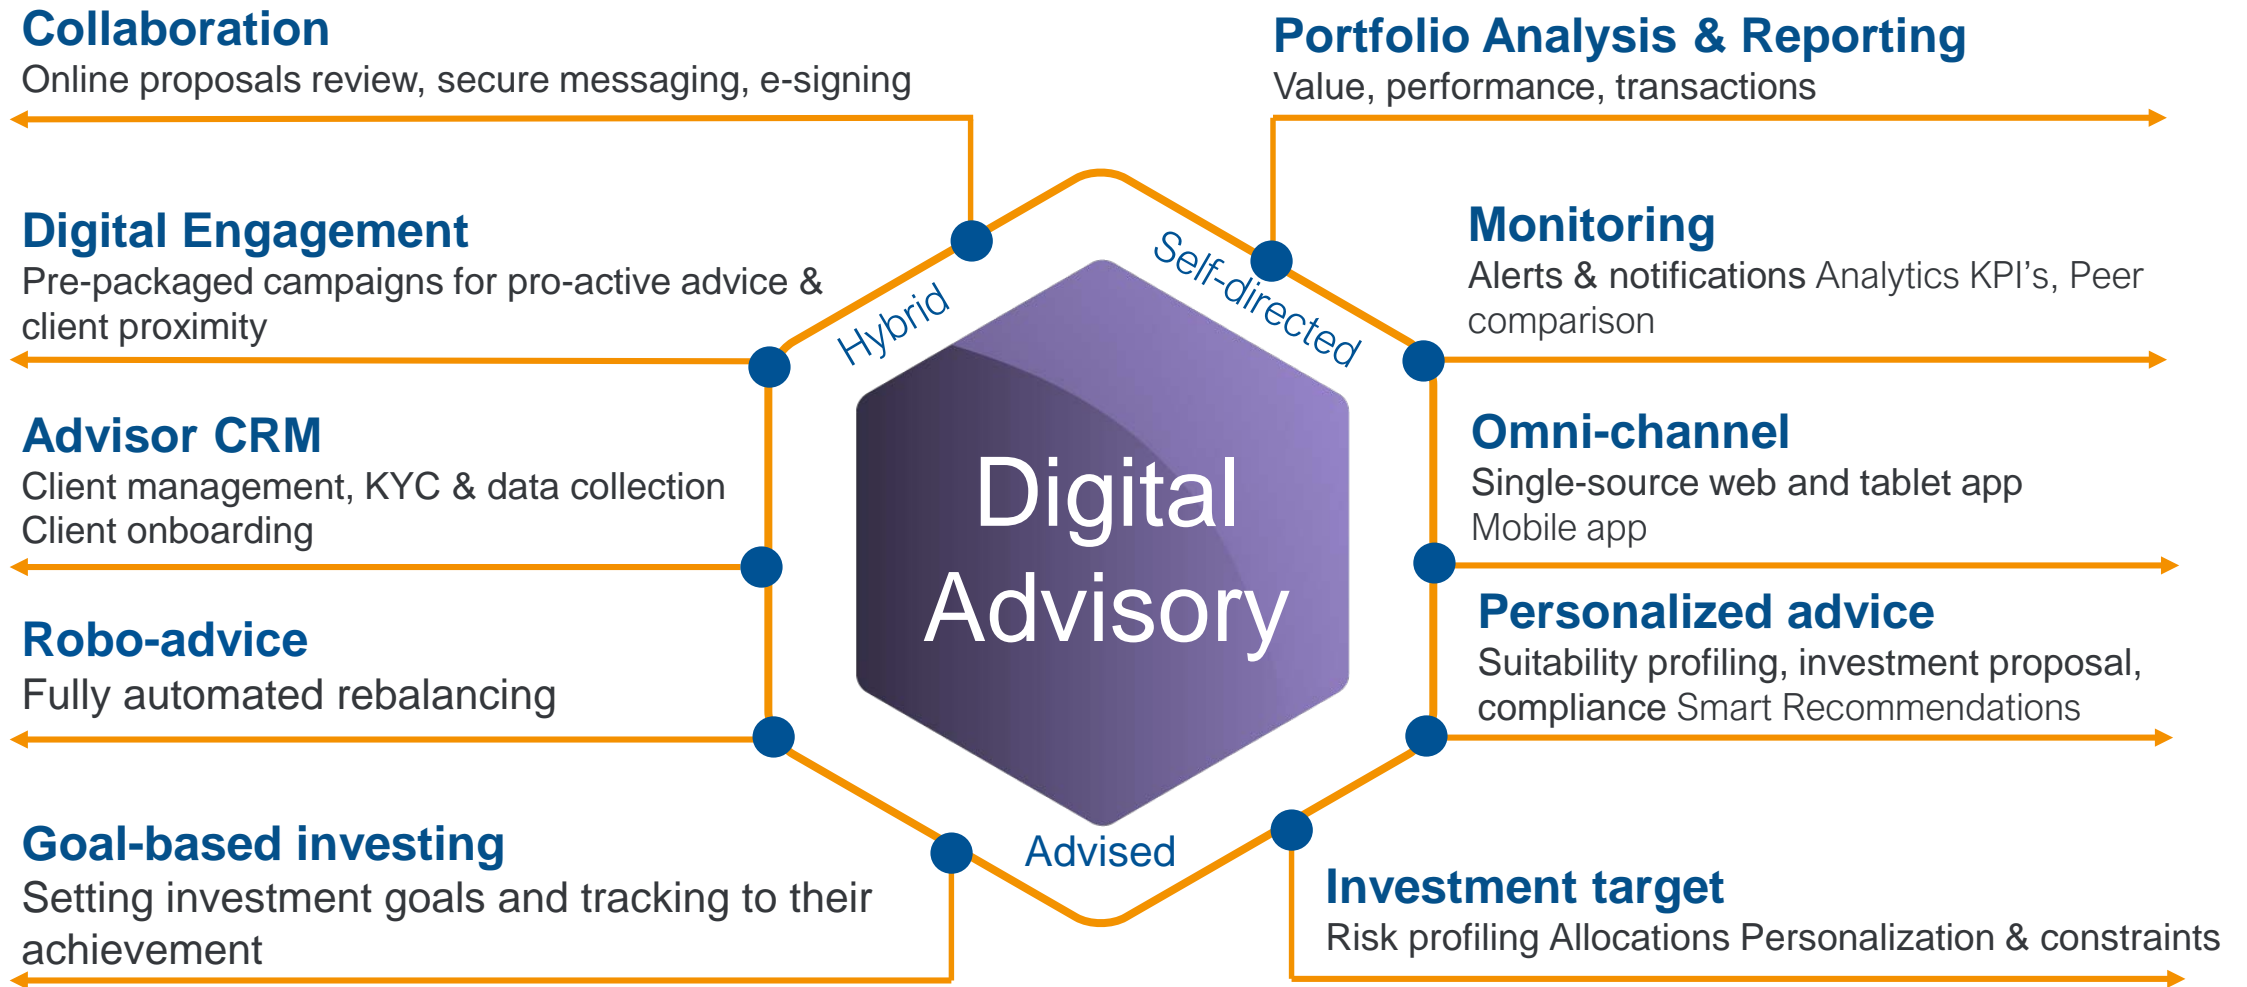 Collaboration
Online proposals review, secure messaging, e-signing
Digital Engagement
Pre-packaged campaigns for pro-active advice &
client proximity
Advisor CRM
Client management, KYC & data collection
Client onboarding
Robo-advice
Fully automated rebalancing
Goal-based investing
Setting investment goals and tracking to their
achievement
Hybrid
Self-directed
Digital
Advisory
Advised
Portfolio Analysis & Reporting
Value, performance, transactions
Monitoring
Alerts & notifications Analytics KPI's, Peer
comparison
Omni-channel
Single-source web and tablet app
Mobile app
Personalized advice
Suitability profiling, investment proposal,
compliance Smart Recommendations
Investment target
Risk profiling Allocations Personalization & constraints